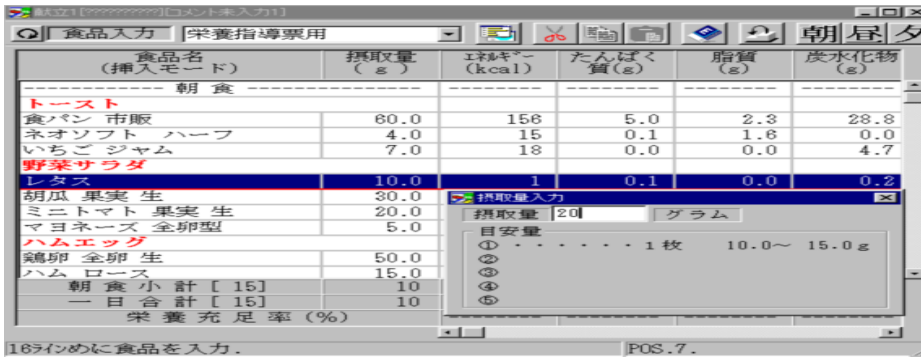 献立1[??????????][コメント未入力1]
食品入力 栄養指導票用 朝 昼 夕
食品名 (挿入モード) 摂取量 (g) エネルギー (kcal) たんぱく質(g) 脂質 (g) 炭水化物 (g)
------------ 朝 食 ------------
トースト
食パン 市販 60.0 156 5.0 2.3 28.8
ネオソフト ハーフ 4.0 15 0.1 1.6 0.0
いちご ジャム 7.0 18 0.0 0.0 4.7
野菜サラダ
レタス 10.0 1 0.1 0.0 0.2
胡瓜 果実 生 30.0
ミニトマト 果実 生 20.0
マヨネーズ 全卵型 5.0
ハムエッグ
鶏卵 全卵 生 50.0
ハム ロース 15.0
朝 食 小 計 [ 15] 10
一 日 合 計 [ 15] 10
栄 養 充 足 率 (%)
摂取量入力
摂取量 20 グラム
目安量
① ・・・・・・1枚 10.0~ 15.0g
②
③
④
⑤
16ラインめに食品を入力. POS.7.